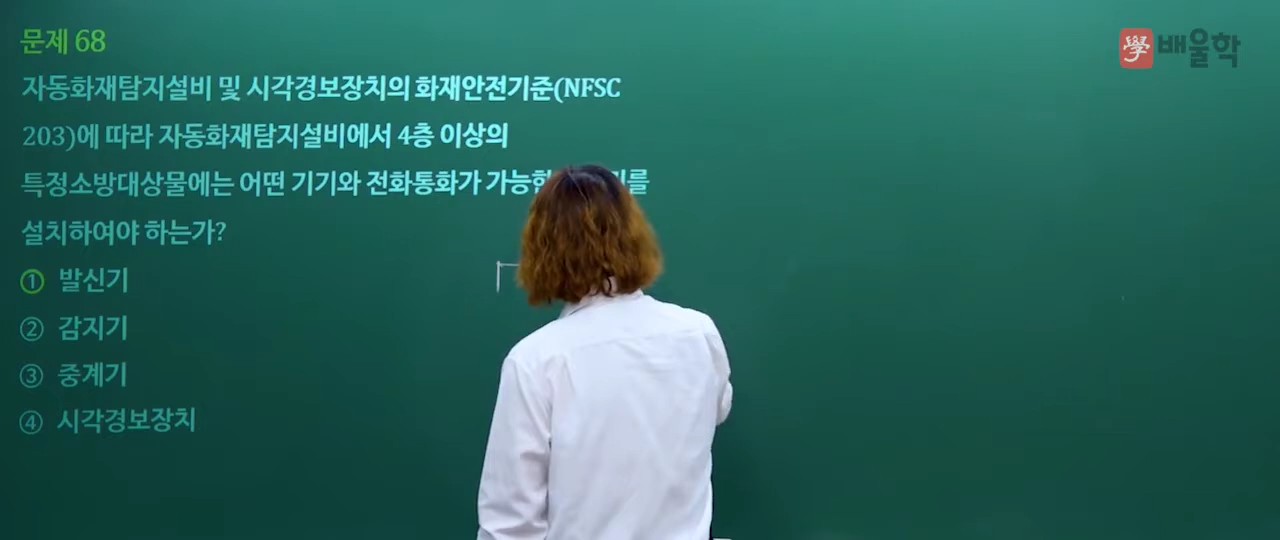 문제 68
學 배울학
자동화재탐지설비 및 시각경보장치의 화재안전기준(NFSC
203)에 따라 자동화재탐지설비에서 4층 이상의
특정소방대상물에는 어떤 기기와 전화통화가
설치하여야 하는가?
① 발신기
② 감지기
③ 중계기
④ 시각경보장치